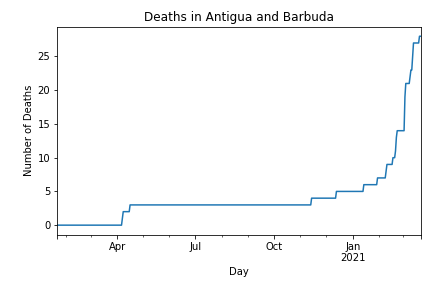 Deaths in Antigua and Barbuda
Number of Deaths
25
20
15
10
5
0
Apr
Jul
Oct
Jan
2021
Day